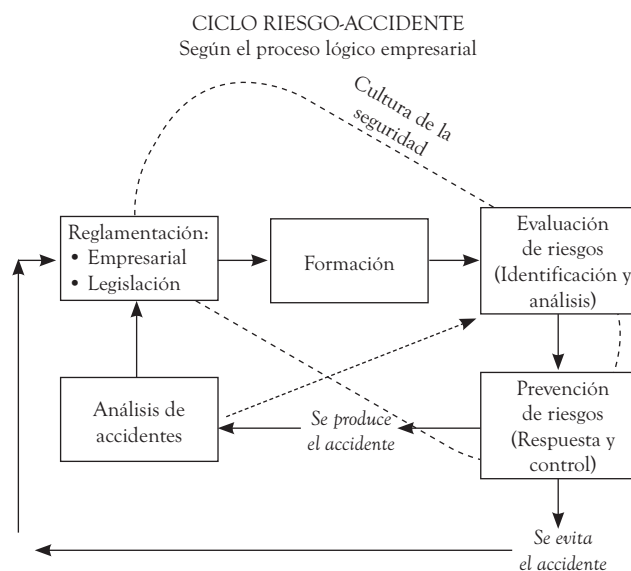 CICLO RIESGO-ACCIDENTE
Según el proceso lógico empresarial
Cultura de la
seguridad
Reglamentación:
• Empresarial
• Legislación
Formación
Evaluación
de riesgos
(Identificación y
análisis)
Análisis de
accidentes
Se produce
el accidente
Prevención
de riesgos
(Respuesta y
control)
Se evita
el accidente